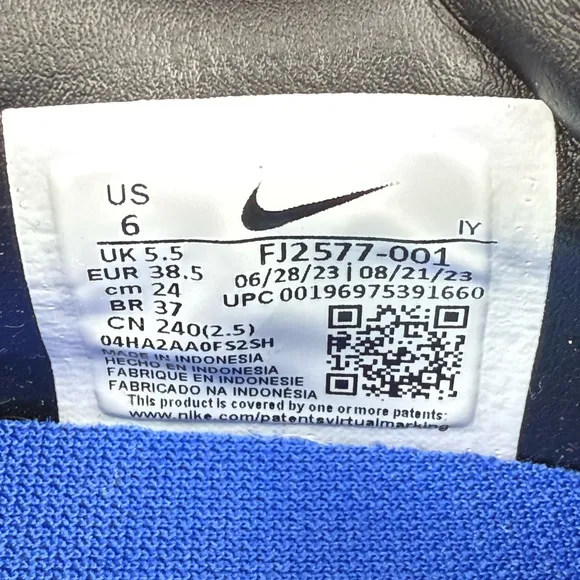 US
6
IY
UK 5.5
EUR 38.5
cm 24
BR 37
CN 240(2.5)
FJ2577-001
06/28/23 | 08/21/23
UPC 00196975391660
04HA2AA0FS2SH
MADE IN INDONESIA
HECHO EN INDONESIA
FABRIQUE EN INDONESIE
FABRICADO NA INDONÉSIA
This product is covered by one or more patents:
www.nike.com/patentsvirtualmarking